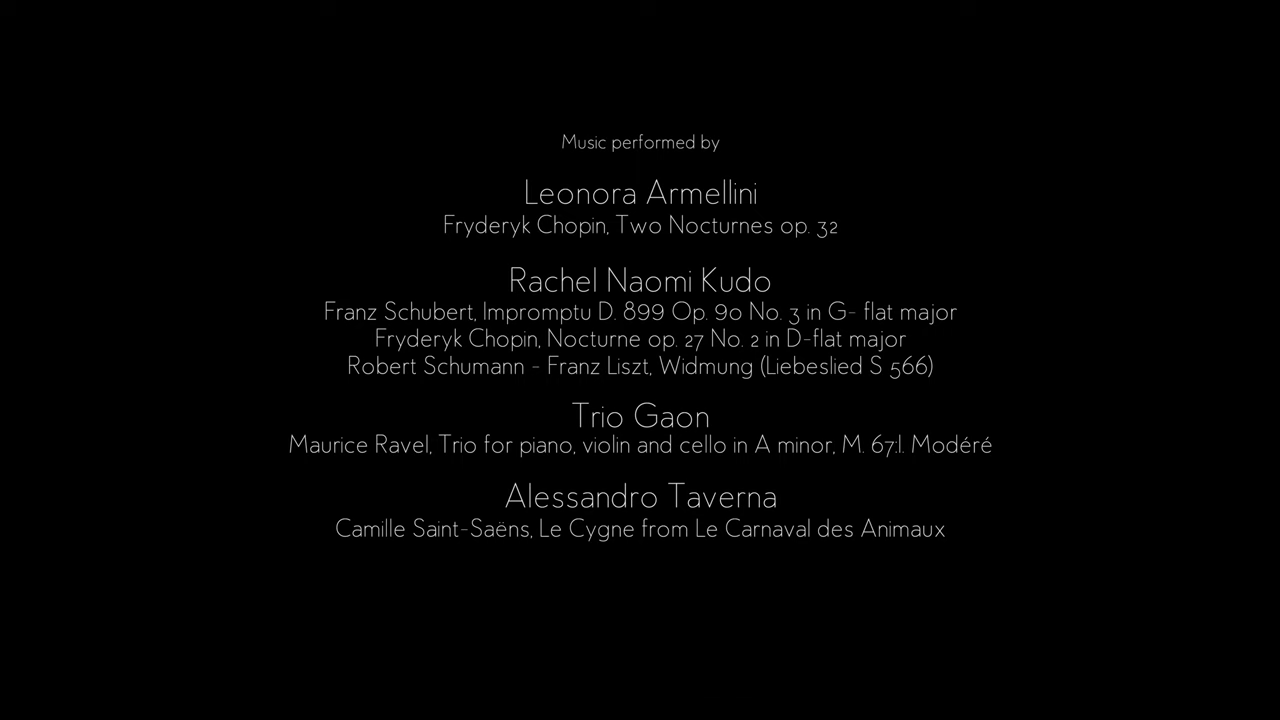 Music performed by
Leonora Armellini
Fryderyk Chopin, Two Nocturnes op. 32
Rachel Naomi Kudo
Franz Schubert, Impromptu D. 899 Op. 90 No. 3 in G- flat major
Fryderyk Chopin, Nocturne op. 27 No. 2 in D-flat major
Robert Schumann - Franz Liszt, Widmung (Liebeslied S 566)
Trio Gaon
Maurice Ravel, Trio for piano, violin and cello in A minor, M. 67:I. Modéré
Alessandro Taverna
Camille Saint-Saëns, Le Cygne from Le Carnaval des Animaux